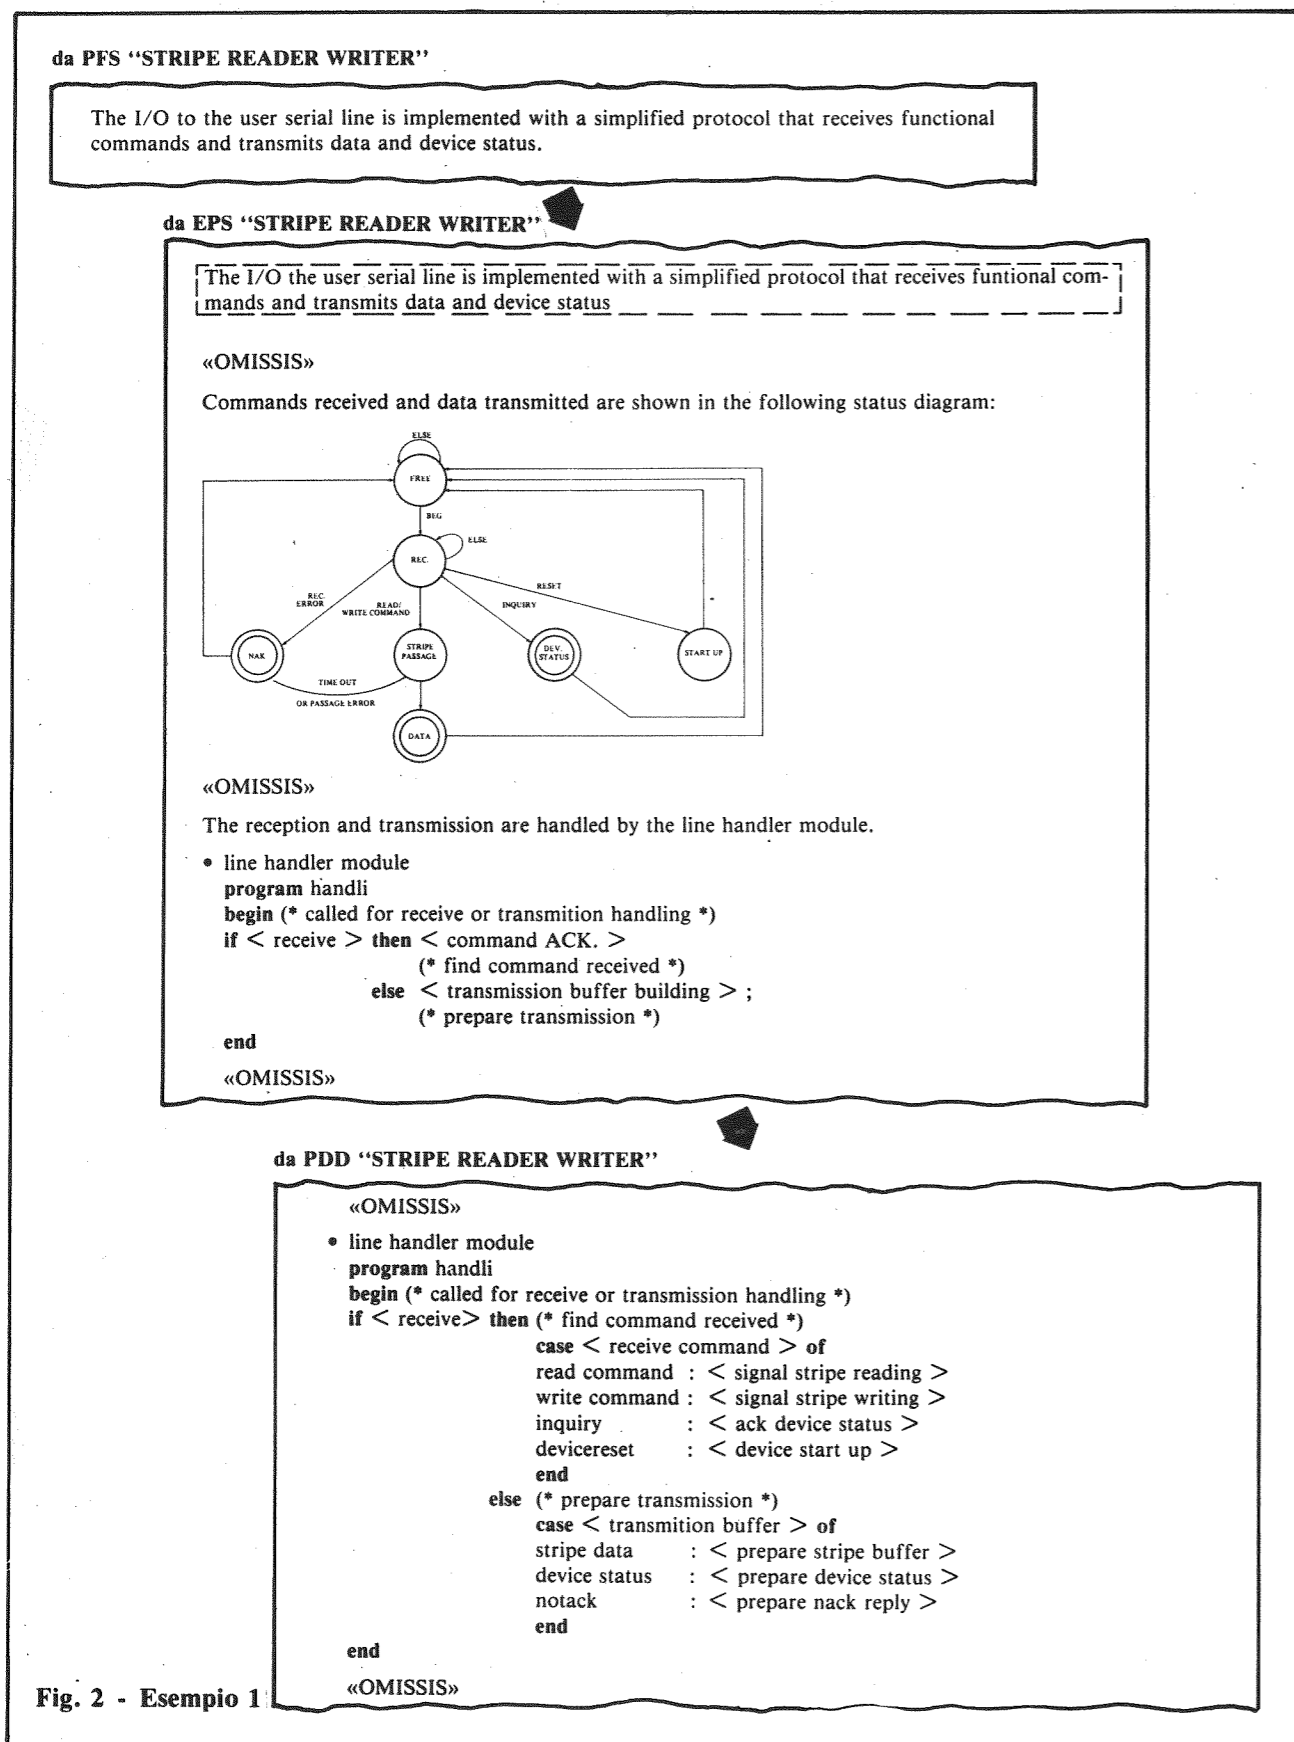 da PFS “STRIPE READER WRITER”
The I/O to the user serial line is implemented with a simplified protocol that receives functional
commands and transmits data and device status.
da EPS “STRIPE READER WRITER”
The I/O the user serial line is implemented with a simplified protocol that receives funtional com-
mands and transmits data and device status
«OMISSIS»
Commands received and data transmitted are shown in the following status diagram:
ELSE
FREE
BEG
REC.
ELSE
REC.
ERROR
READ/
WRITE COMMAND
INQUIRY
RESET
NAK
STRIPE
PASSAGE
DEV.
STATUS
START UP
TIME OUT
OR PASSAGE ERROR
DATA
«OMISSIS»
The reception and transmission are handled by the line handler module.
• line handler module
program handli
begin (* called for receive or transmition handling *)
if < receive > then < command ACK. >
(* find command received *)
else < transmission buffer building > ;
(* prepare transmission *)
end
«OMISSIS»
da PDD “STRIPE READER WRITER”
«OMISSIS»
• line handler module
program handli
begin (* called for receive or transmission handling *)
if < receive> then (* find command received *)
case < receive command > of
read command : < signal stripe reading >
write command : < signal stripe writing >
inquiry : < ack device status >
devicereset : < device start up >
end
else (* prepare transmission *)
case < transmition buffer > of
stripe data : < prepare stripe buffer >
device status : < prepare device status >
notack : < prepare nack reply >
end
end
«OMISSIS»
Fig. 2 - Esempio 1